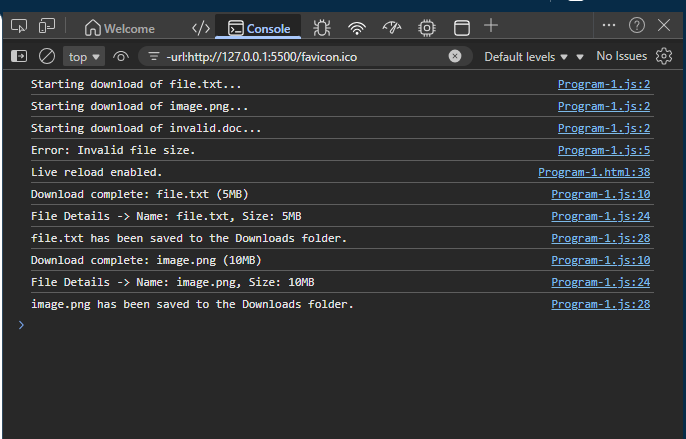 Welcome Console
top -url:http://127.0.0.1:5500/favicon.ico Default levels No Issues
Starting download of file.txt... Program-1.js:2
Starting download of image.png... Program-1.js:2
Starting download of invalid.doc... Program-1.js:2
Error: Invalid file size. Program-1.js:5
Live reload enabled. Program-1.html:38
Download complete: file.txt (5MB) Program-1.js:10
File Details -> Name: file.txt, Size: 5MB Program-1.js:24
file.txt has been saved to the Downloads folder. Program-1.js:28
Download complete: image.png (10MB) Program-1.js:10
File Details -> Name: image.png, Size: 10MB Program-1.js:24
image.png has been saved to the Downloads folder. Program-1.js:28